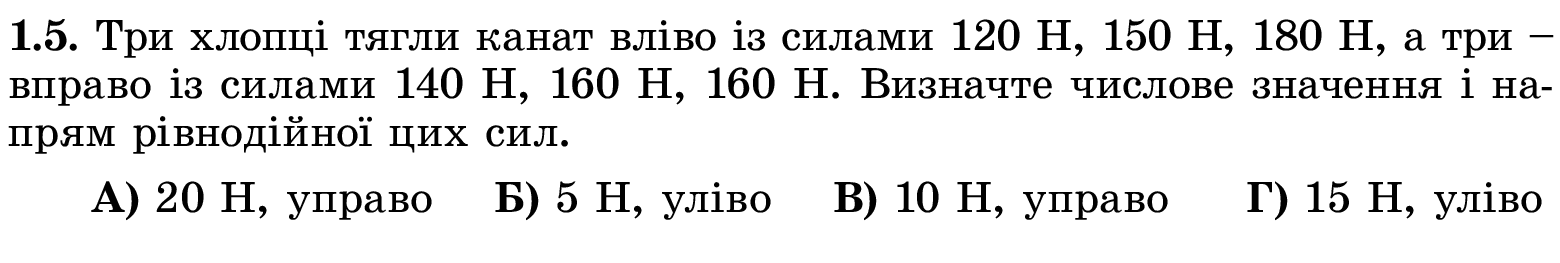 1.5. Три хлопці тягли канат вліво із силами 120 Н, 150 Н, 180 Н, а три –
вправо із силами 140 Н, 160 Н, 160 Н. Визначте числове значення і на-
прям рівнодійної цих сил.
А) 20 Н, управо Б) 5 Н, уліво В) 10 Н, управо Г) 15 Н, уліво